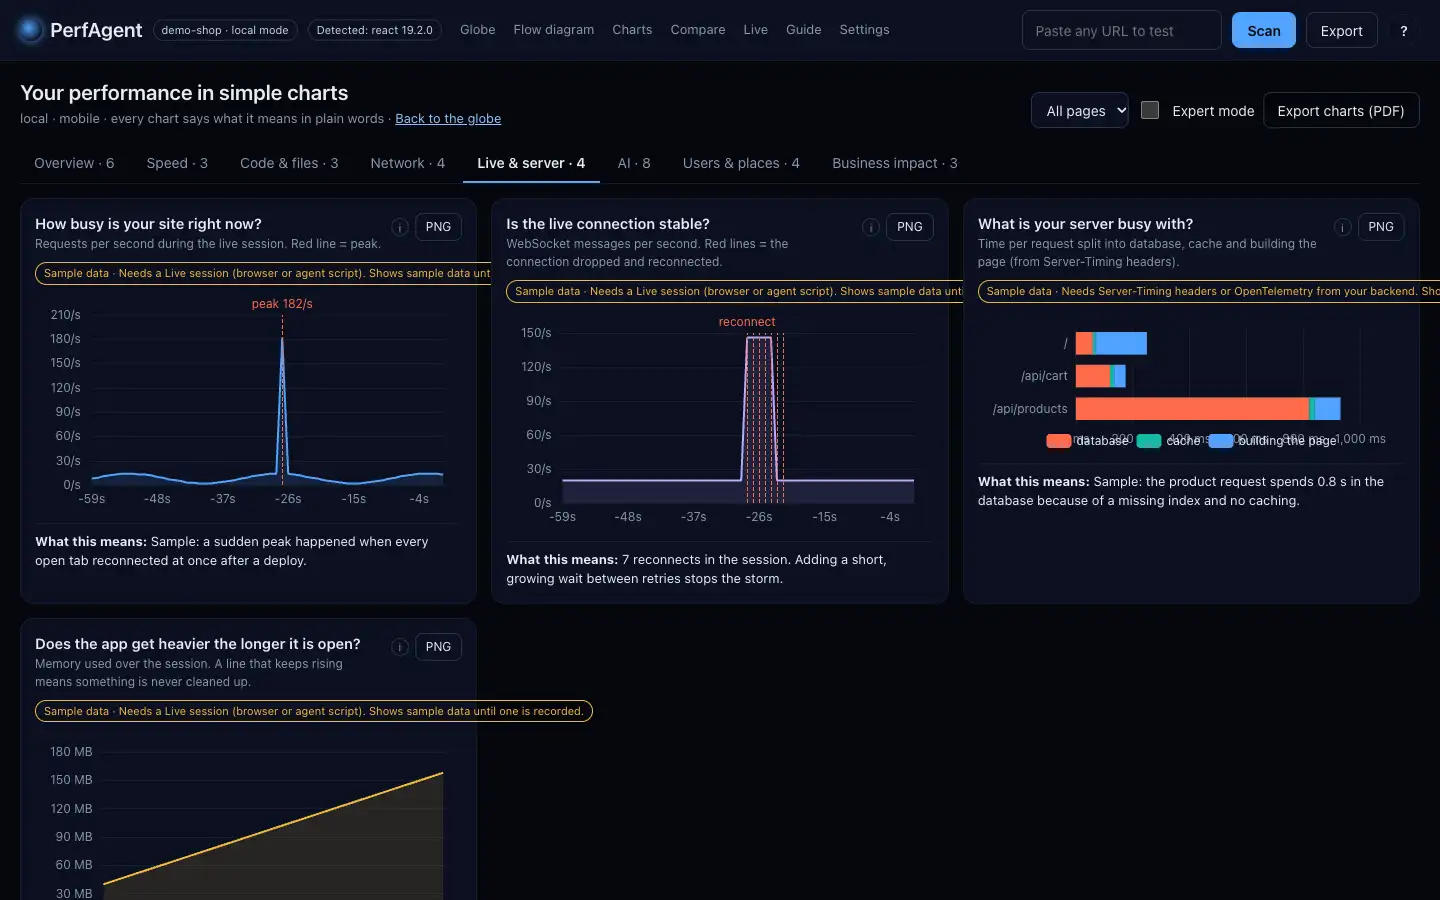 PerfAgent
demo-shop · local mode
Detected: react 19.2.0
Globe
Flow diagram
Charts
Compare
Live
Guide
Settings
Paste any URL to test
Scan
Export
?
Your performance in simple charts
local · mobile · every chart says what it means in plain words · Back to the globe
All pages
Expert mode
Export charts (PDF)
Overview · 6
Speed · 3
Code & files · 3
Network · 4
Live & server · 4
AI · 8
Users & places · 4
Business impact · 3
How busy is your site right now?
i
PNG
Requests per second during the live session. Red line = peak.
Sample data · Needs a Live session (browser or agent script). Shows sample data unt
peak 182/s
210/s
180/s
150/s
120/s
90/s
60/s
30/s
0/s
-59s
-48s
-37s
-26s
-15s
-4s
What this means: Sample: a sudden peak happened when every
open tab reconnected at once after a deploy.
Is the live connection stable?
i
PNG
WebSocket messages per second. Red lines = the
connection dropped and reconnected.
Sample data · Needs a Live session (browser or agent script). Shows sample data unti
reconnect
150/s
120/s
90/s
60/s
30/s
0/s
-59s
-48s
-37s
-26s
-15s
-4s
What this means: 7 reconnects in the session. Adding a short,
growing wait between retries stops the storm.
What is your server busy with?
i
PNG
Time per request split into database, cache and building the
page (from Server-Timing headers).
Sample data · Needs Server-Timing headers or OpenTelemetry from your backend. Sho
/
/api/cart
/api/products
1,000 ms
database
cache
building the page
What this means: Sample: the product request spends 0.8 s in the
database because of a missing index and no caching.
Does the app get heavier the longer it is open?
i
PNG
Memory used over the session. A line that keeps rising
means something is never cleaned up.
Sample data · Needs a Live session (browser or agent script). Shows sample data until one is recorded.
180 MB
150 MB
120 MB
90 MB
60 MB
30 MB